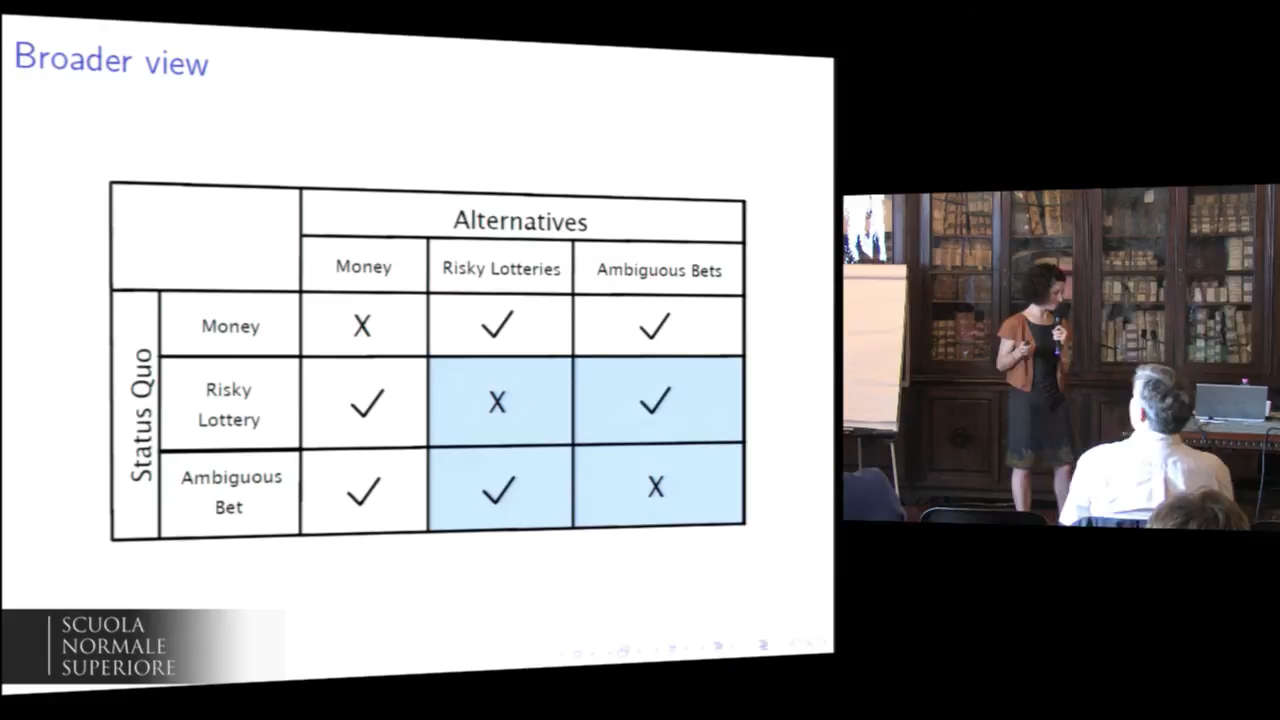 Broader view
Alternatives
Money Risky Lotteries Ambiguous Bets
Status Quo
Money X ✓ ✓
Risky
Lottery ✓ X ✓
Ambiguous
Bet ✓ ✓ X
SCUOLA
NORMALE
SUPERIORE